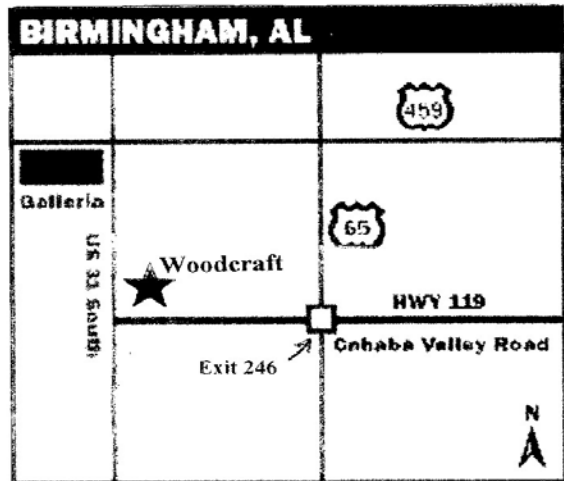 BIRMINGHAM, AL
459
Galleria
65
US 31 South
Woodcraft
HWY 119
Cahaba Valley Road
Exit 246
N